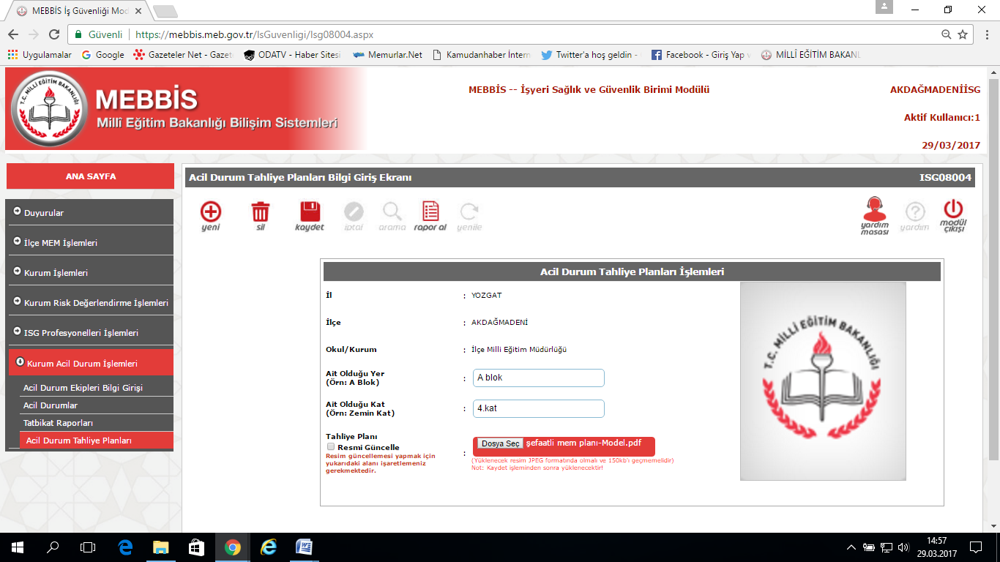 MEBBİS İş Güvenliği Mod
Güvenli
https://mebbis.meb.gov.tr/IsGuvenligi/Isg08004.aspx
Uygulamalar
Google
Gazeteler Net - Gazet
ODATV - Haber Sitesi
Memurlar.Net
Kamudanhaber İntern
Twitter'a hoş geldin -
Facebook - Giriş Yap v
MİLLÎ EĞİTİM BAKANL
T.C. MİLLİ EĞİTİM BAKANLIĞI
MEBBİS
Millî Eğitim Bakanlığı Bilişim Sistemleri
MEBBİS -- İşyeri Sağlık ve Güvenlik Birimi Modülü
AKDAĞMADENİİSG
Aktif Kullanıcı:1
29/03/2017
ANA SAYFA
Duyurular
İlçe MEM İşlemleri
Kurum İşlemleri
Kurum Risk Değerlendirme İşlemleri
ISG Profesyonelleri İşlemleri
Kurum Acil Durum İşlemleri
Acil Durum Ekipleri Bilgi Girişi
Acil Durumlar
Tatbikat Raporları
Acil Durum Tahliye Planları
Acil Durum Tahliye Planları Bilgi Giriş Ekranı
ISG08004
yeni
sil
kaydet
iptal
arama
rapor al
yenile
yardım masası
yardım
modül çıkışı
Acil Durum Tahliye Planları İşlemleri
İl : YOZGAT
İlçe : AKDAĞMADENİ
Okul/Kurum : İlçe Milli Eğitim Müdürlüğü
Ait Olduğu Yer
(Örn: A Blok) : A blok
Ait Olduğu Kat
(Örn: Zemin Kat) : 4.kat
Tahliye Planı
Resmi Güncelle
Resim güncellemesi yapmak için
yukarıdaki alanı işaretlemeniz
gerekmektedir.
: Dosya Seç şefaatli mem planı-Model.pdf
(Yüklenecek resim JPEG formatında olmalı ve 150kb'ı geçmemelidir)
Not: Kaydet işleminden sonra yüklenecektir!
T.C. MİLLİ EĞİTİM BAKANLIĞI
14:57
29.03.2017